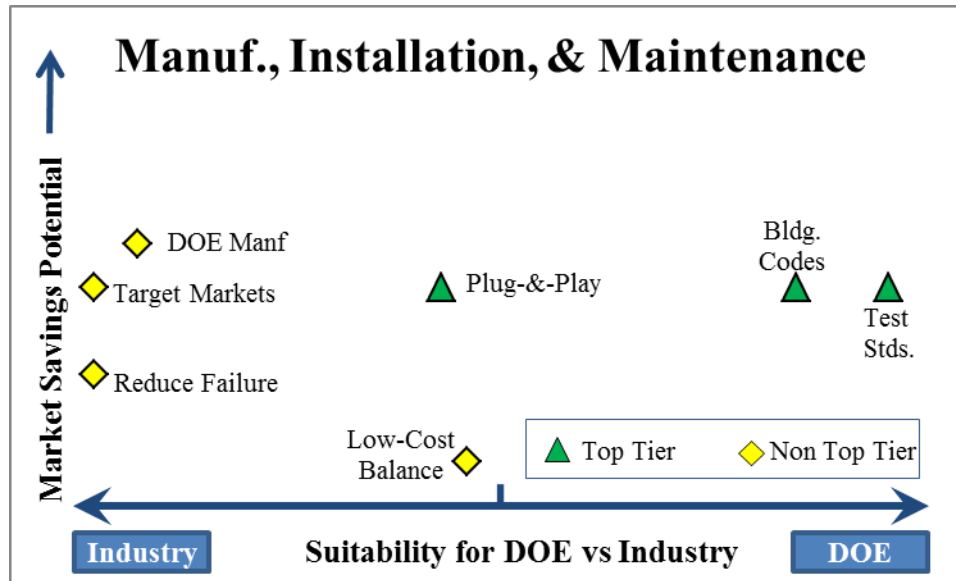 Manuf., Installation, & Maintenance
Market Savings Potential
DOE Manf
Target Markets
Plug-&-Play
Bldg.
Codes
Test
Stds.
Reduce Failure
Low-Cost
Balance
Top Tier
Non Top Tier
Industry
Suitability for DOE vs Industry
DOE